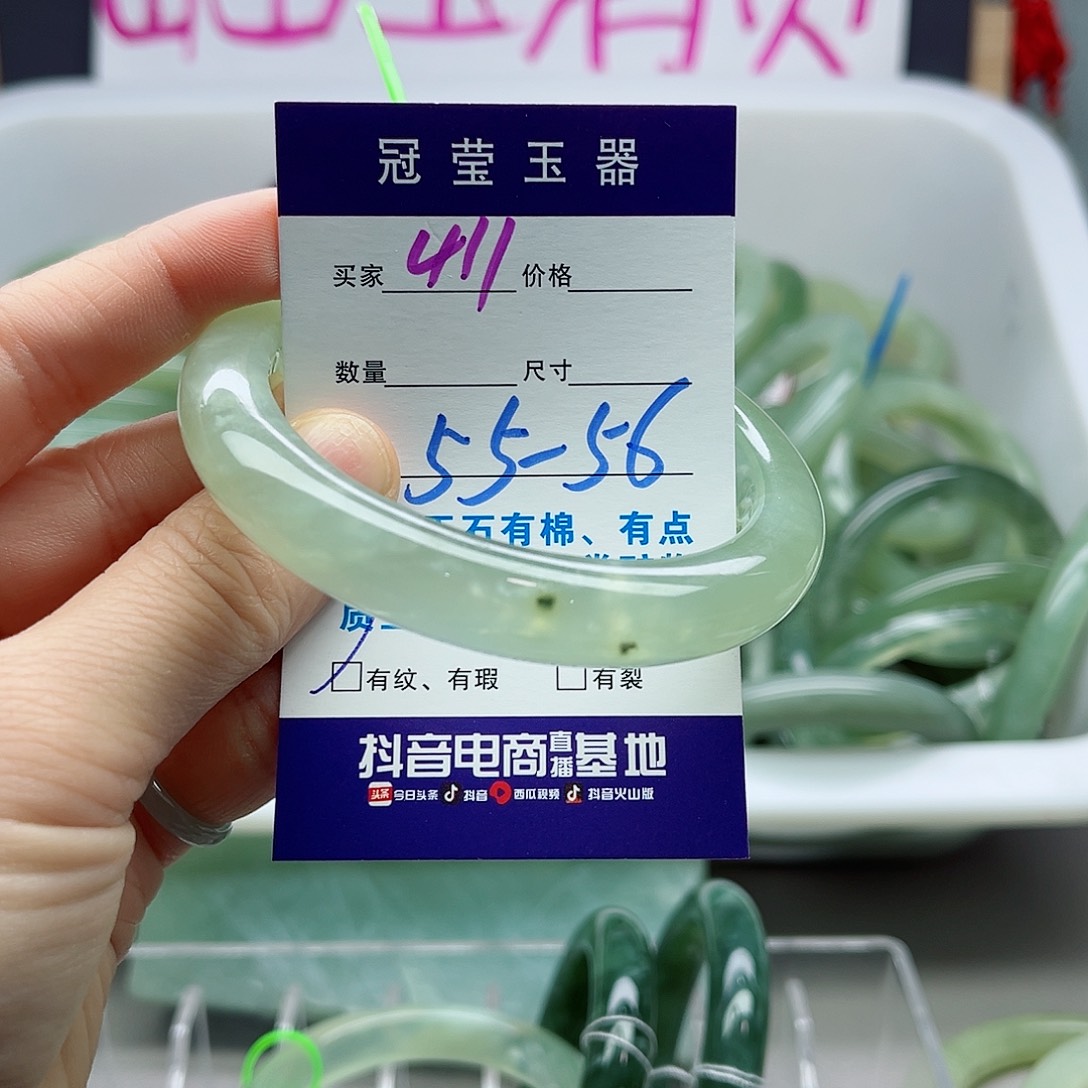 冠莹玉器
买家 411 价格
数量 尺寸
55-56
石有棉、有点
有纹、有瑕 有裂
抖音电商直播基地
头条 今日头条 抖音 西瓜视频 抖音火山版